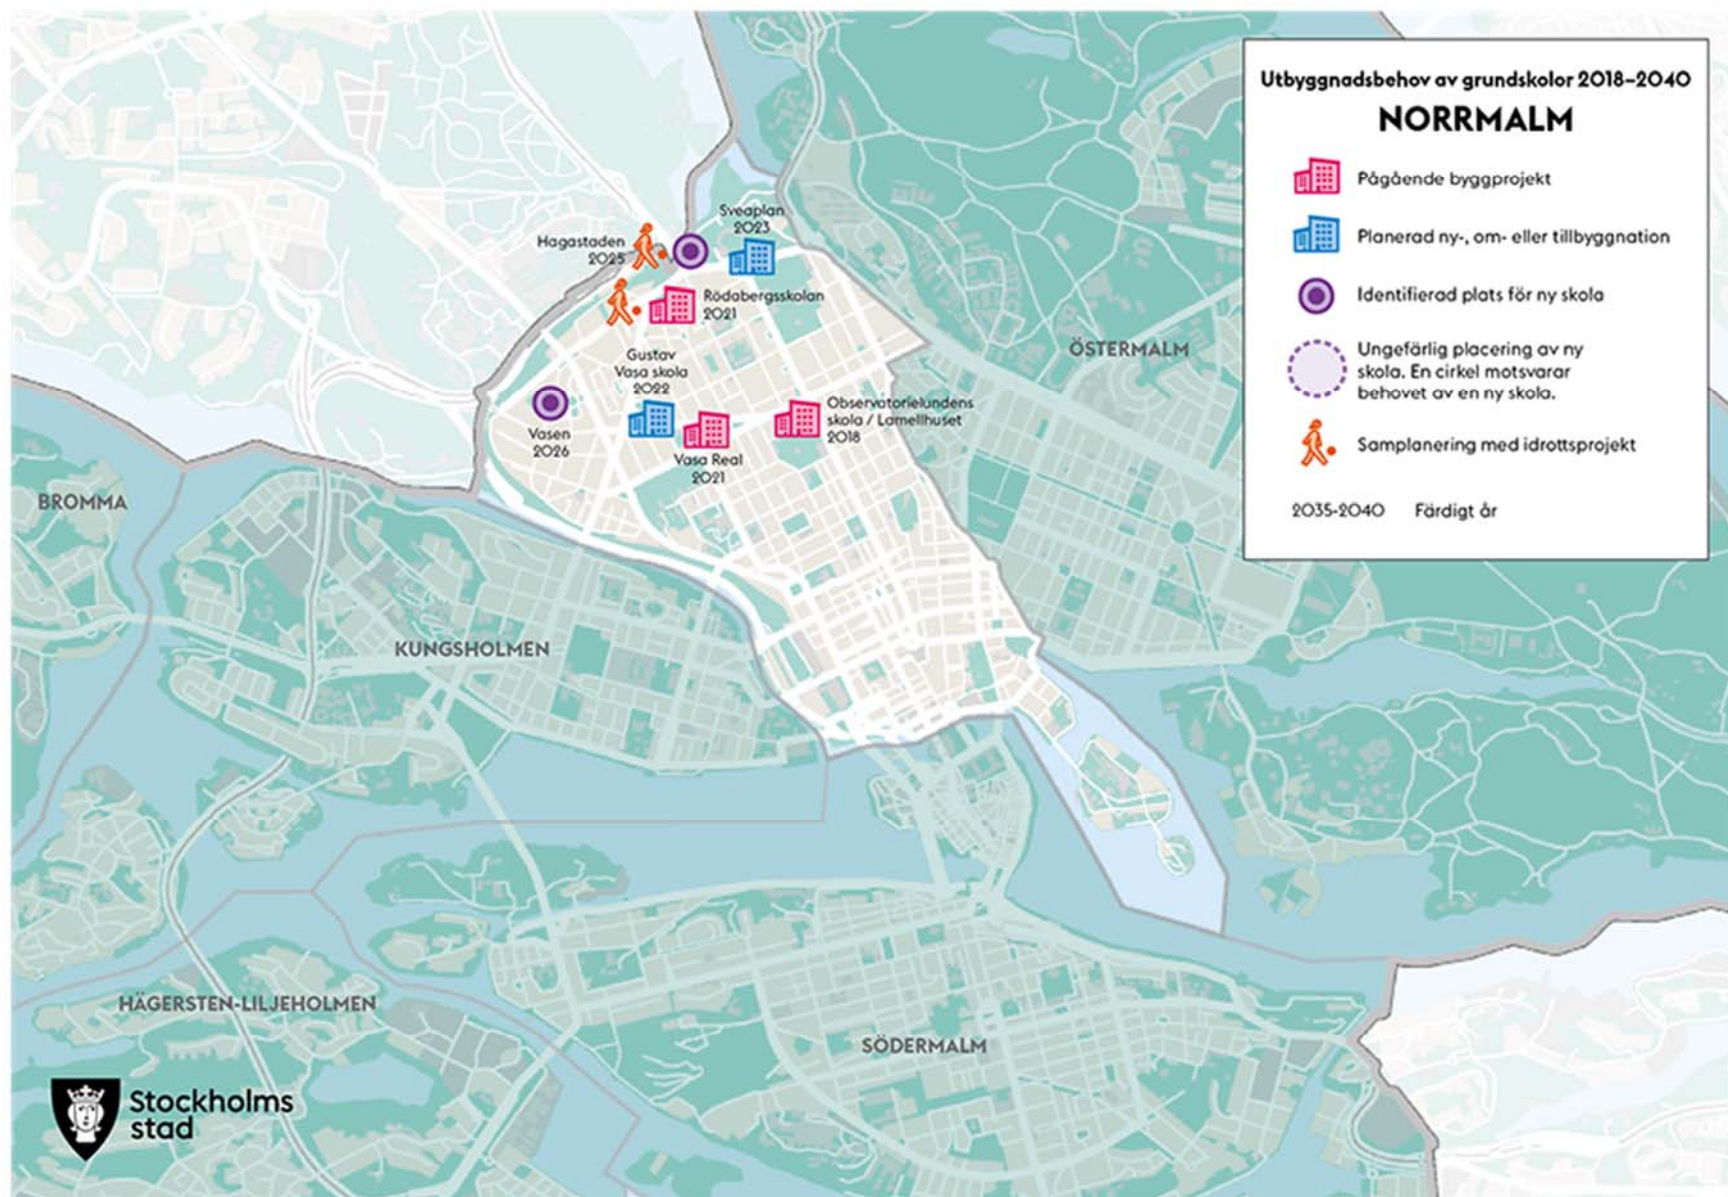 Utbyggnadsbehov av grundskolor 2018–2040
NORRMALM
Pågående byggprojekt
Planerad ny-, om- eller tillbyggnation
Identifierad plats för ny skola
Ungefärlig placering av ny
skola. En cirkel motsvarar
behovet av en ny skola.
Samplanering med idrottsprojekt
2035-2040 Färdigt år
Sveaplan
2023
Hagastaden
2025
Rödabergsskolan
2021
Gustav
Vasa skola
2022
Observatorielundens
skola / Lamellhuset
2018
Vasen
2026
Vasa Real
2021
ÖSTERMALM
BROMMA
KUNGSHOLMEN
HÄGERSTEN-LILJEHOLMEN
SÖDERMALM
Stockholms
stad